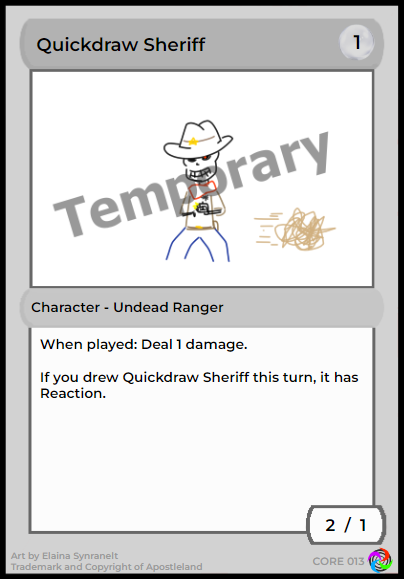 Quickdraw Sheriff
1
Temporary
Character - Undead Ranger
When played: Deal 1 damage.
If you drew Quickdraw Sheriff this turn, it has
Reaction.
2 / 1
Art by Elaina Synranelt
Trademark and Copyright of Apostleland
CORE 013